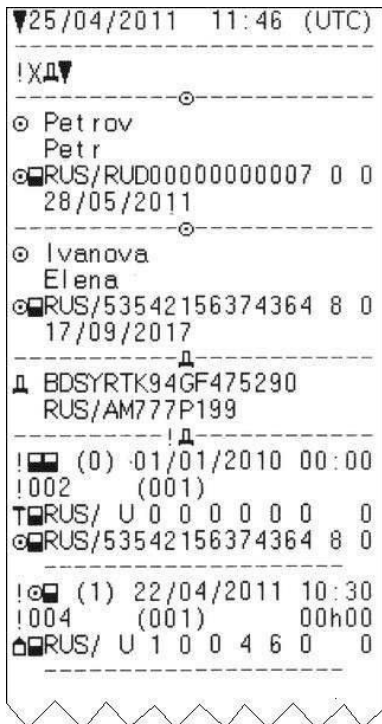 ▼25/04/2011 11:46 (UTC)
!XД▼
Petrov
Petr
RUS/RUD00000000007 0 0
28/05/2011
Ivanova
Elena
RUS/53542156374364 8 0
17/09/2017
BDSYRTK94GF475290
RUS/AM777P199
! (0) 01/01/2010 00:00
!002 (001)
RUS/ U 0 0 0 0 0 0 0
RUS/53542156374364 8 0
! (1) 22/04/2011 10:30
!004 (001) 00h00
RUS/ U 1 0 0 4 6 0 0